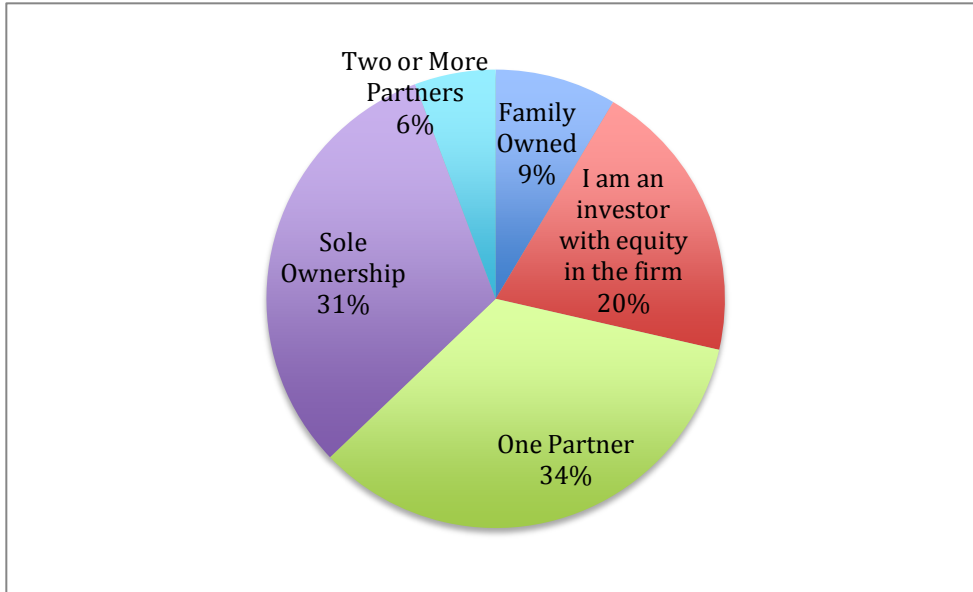 Two or More
Partners
6%
Family
Owned
9%
I am an
investor
with equity
in the firm
20%
Sole
Ownership
31%
One Partner
34%